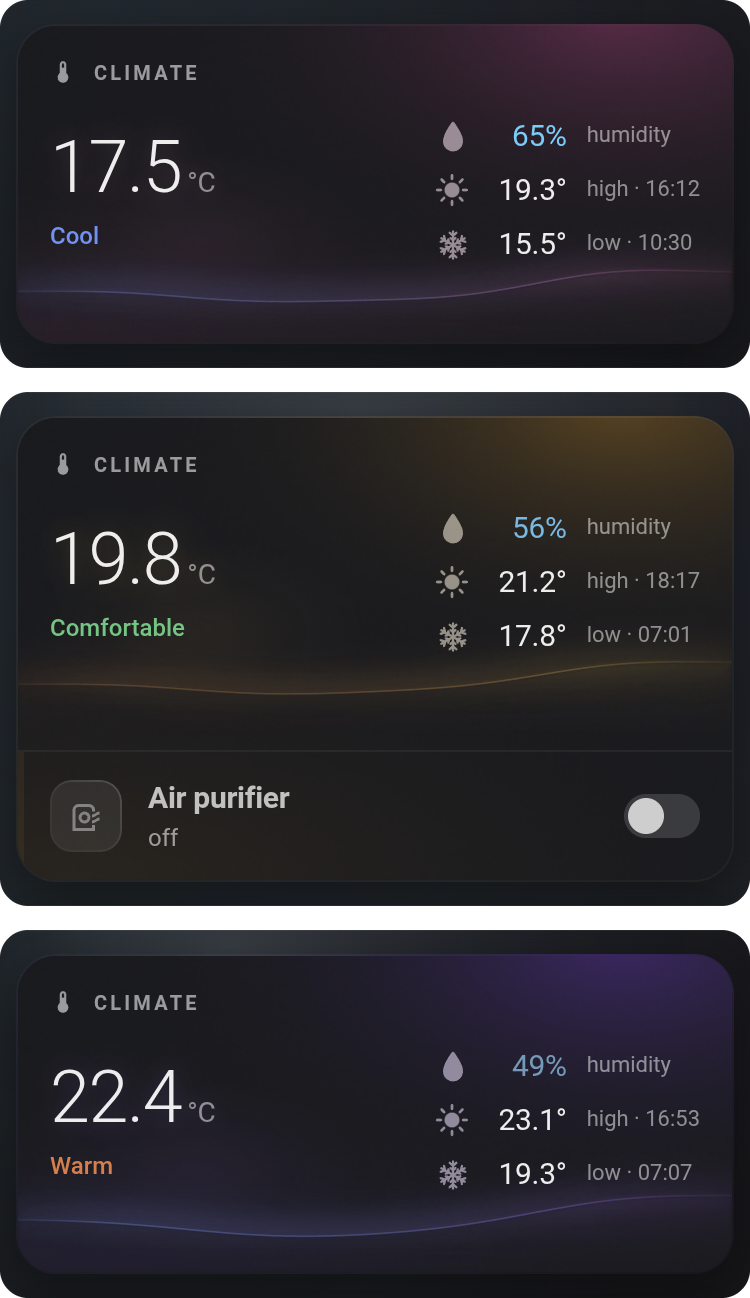 CLIMATE
17.5 °C
Cool
65% humidity
19.3° high · 16:12
15.5° low · 10:30
CLIMATE
19.8 °C
Comfortable
56% humidity
21.2° high · 18:17
17.8° low · 07:01
Air purifier
off
CLIMATE
22.4 °C
Warm
49% humidity
23.1° high · 16:53
19.3° low · 07:07